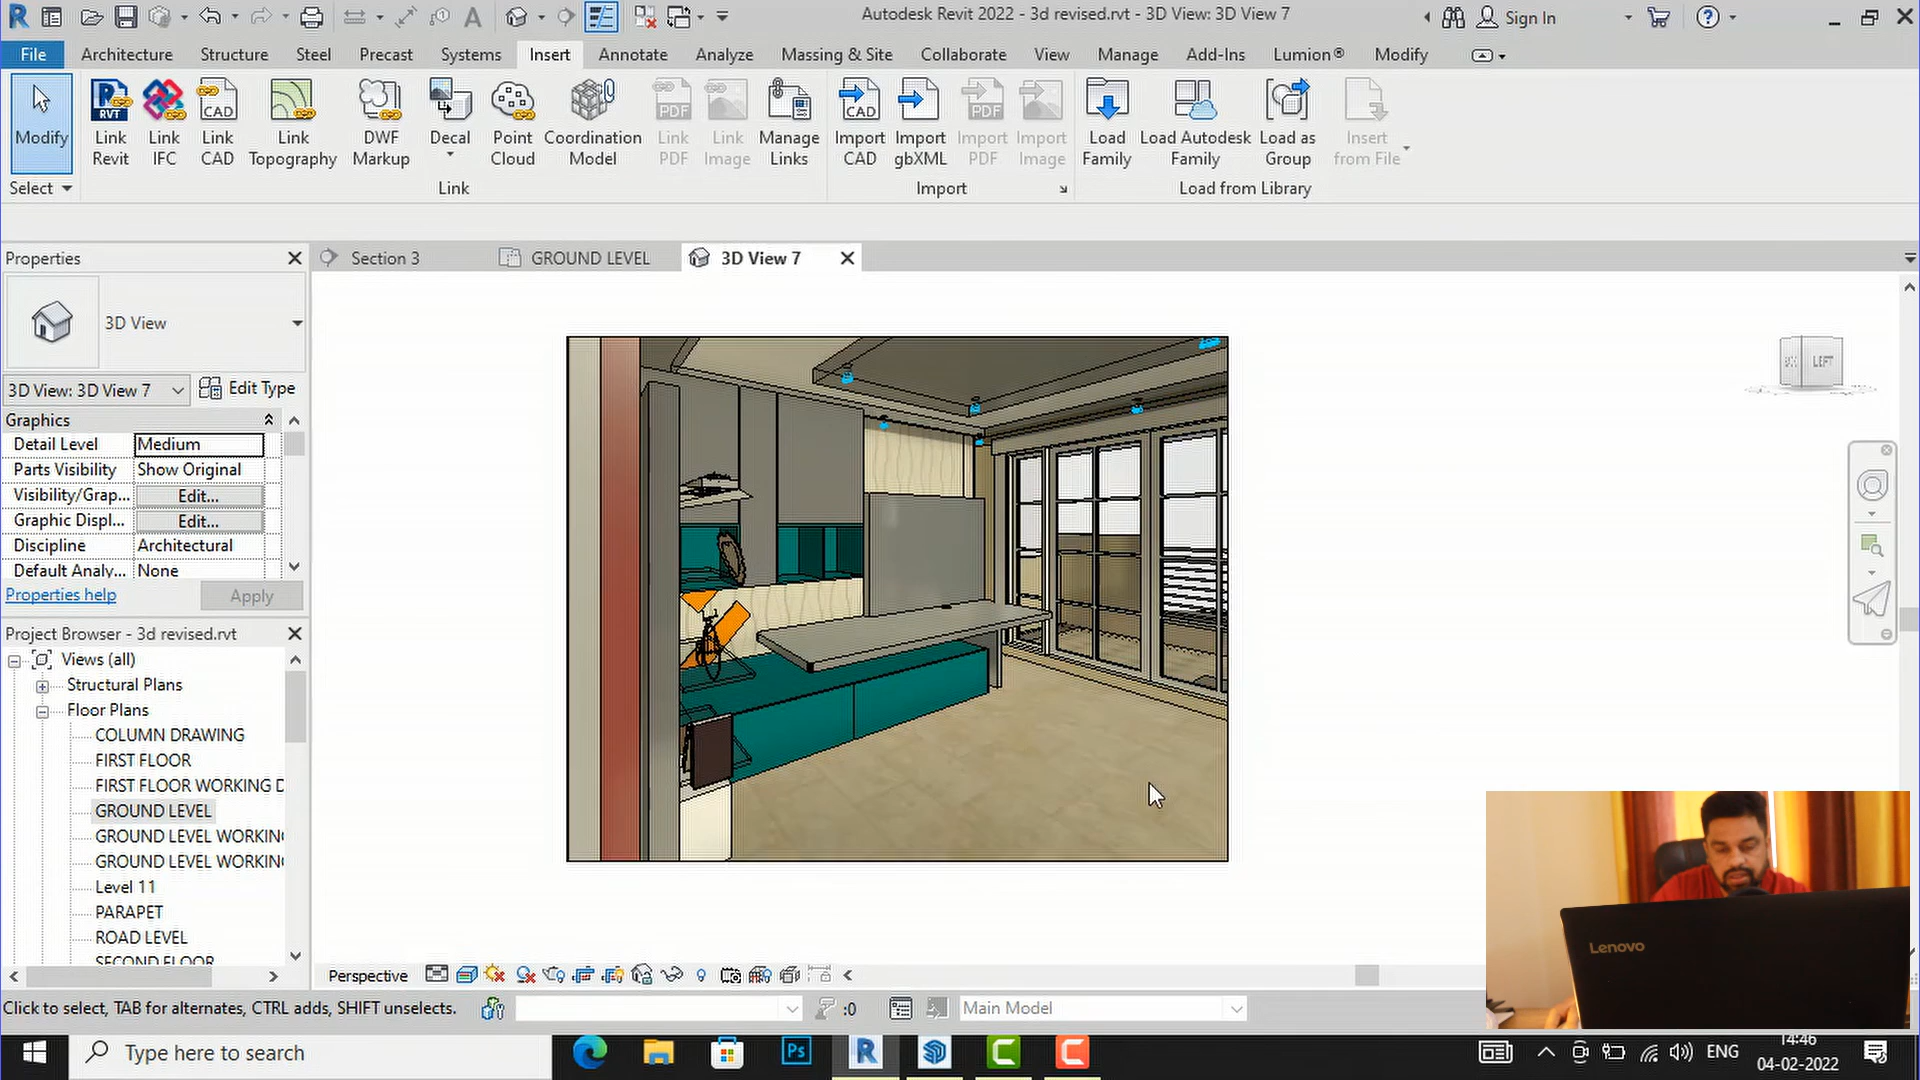 Autodesk Revit 2022 - 3d revised.rvt - 3D View: 3D View 7
Sign In
File Architecture Structure Steel Precast Systems Insert Annotate Analyze Massing & Site Collaborate View Manage Add-Ins Lumion® Modify
Modify
Link Revit
Link IFC
Link CAD
Link Topography
DWF Markup
Decal
Point Cloud
Coordination Model
Link PDF
Link Image
Manage Links
Import CAD
Import gbXML
Import PDF
Import Image
Load Family
Load Autodesk Family
Load as Group
Insert from File
Select
Link
Import
Load from Library
Properties
Section 3
GROUND LEVEL
3D View 7
3D View
3D View: 3D View 7
Edit Type
Graphics
Detail Level Medium
Parts Visibility Show Original
Visibility/Grap... Edit...
Graphic Displ... Edit...
Discipline Architectural
Default Analy... None
Properties help
Apply
Project Browser - 3d revised.rvt
Views (all)
Structural Plans
Floor Plans
COLUMN DRAWING
FIRST FLOOR
FIRST FLOOR WORKING D
GROUND LEVEL
GROUND LEVEL WORKING
GROUND LEVEL WORKING
Level 11
PARAPET
ROAD LEVEL
SECOND FLOOR
LEFT
Lenovo
Perspective
Click to select, TAB for alternates, CTRL adds, SHIFT unselects.
:0
Main Model
Type here to search
Ps
ENG
14:46
04-02-2022